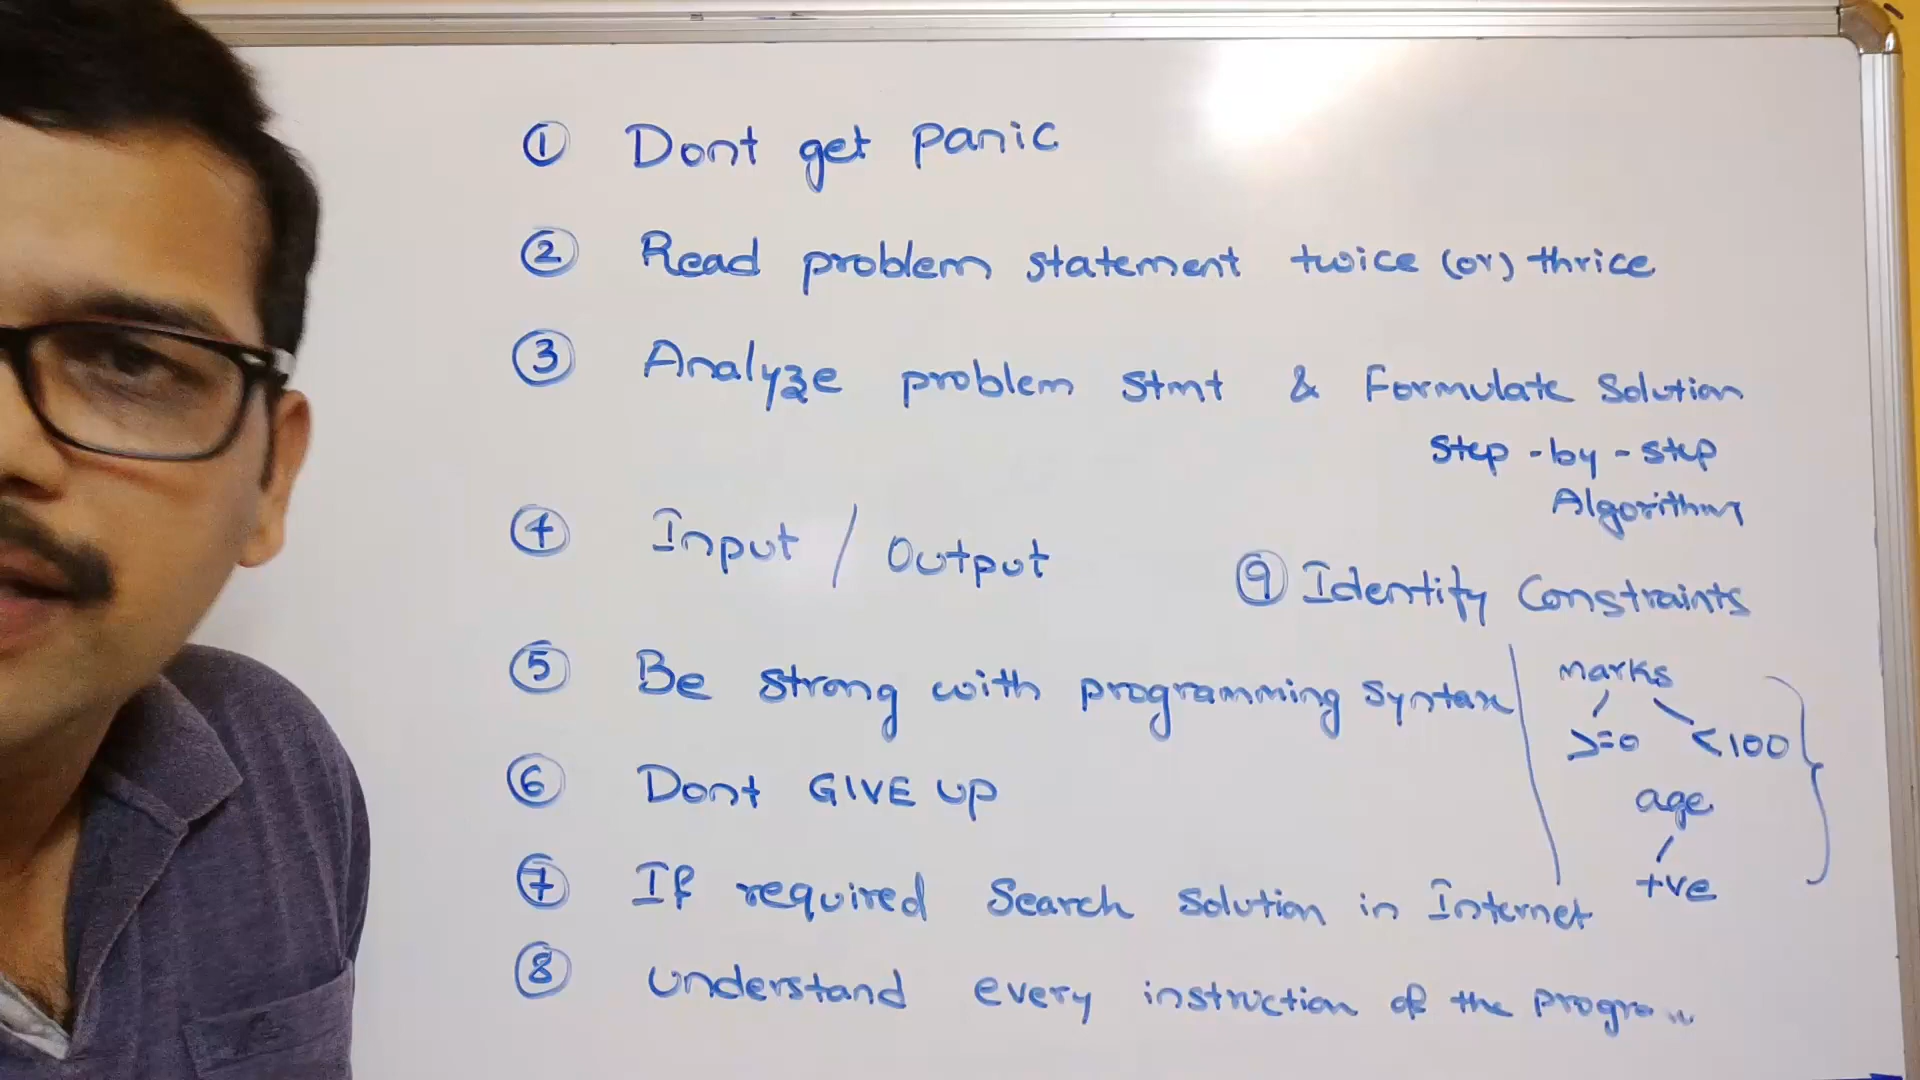 ① Dont get panic
② Read problem statement twice (or) thrice
③ Analyze problem stmt & Formulate Solution
Step-by-step
Algorithm
④ Input / Output
⑨ Identify Constraints
marks
>=0 <100
age
+ve
⑤ Be strong with programming Syntax
⑥ Dont GIVE UP
⑦ If required Search Solution in Internet
⑧ understand every instruction of the program